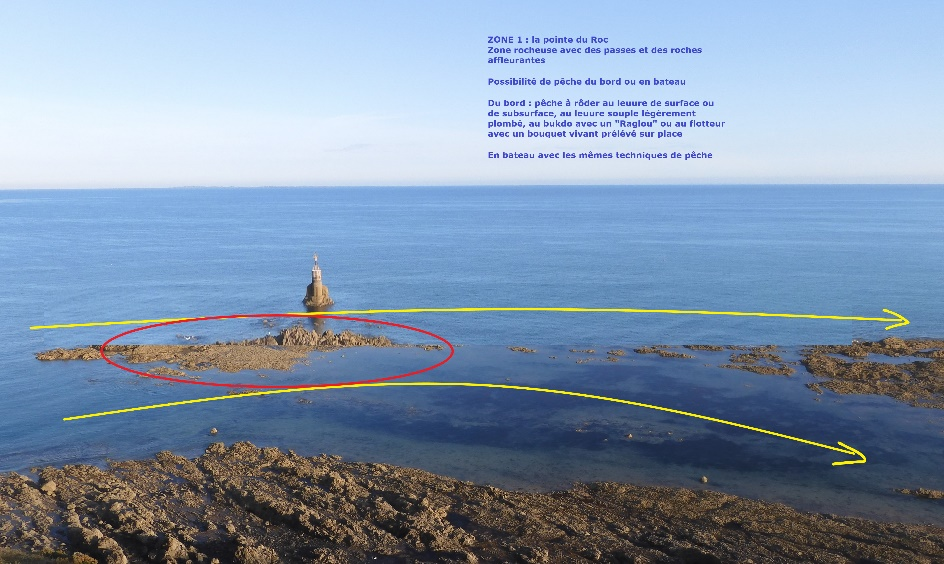 ZONE 1 : la pointe du Roc
Zone rocheuse avec des passes et des roches
affleurantes
Possibilité de pêche du bord ou en bateau
Du bord : pêche à rôder au leuure de surface ou
de subsurface, au leuure souple légèrement
plombé, au bukdo avec un "Raglou" ou au flotteur
avec un bouquet vivant prélévé sur place
En bateau avec les mêmes techniques de pêche